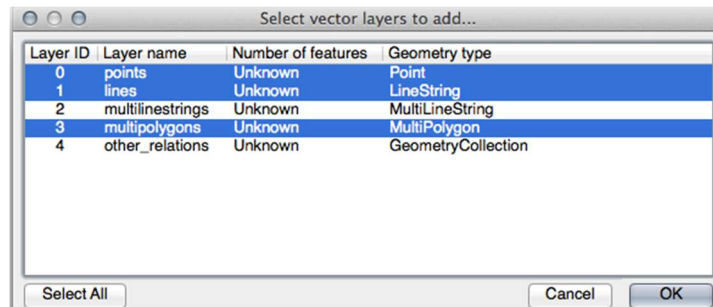 Select vector layers to add...
Layer ID Layer name Number of features Geometry type
0 points Unknown Point
1 lines Unknown LineString
2 multilinestrings Unknown MultiLineString
3 multipolygons Unknown MultiPolygon
4 other_relations Unknown GeometryCollection
Select All Cancel OK